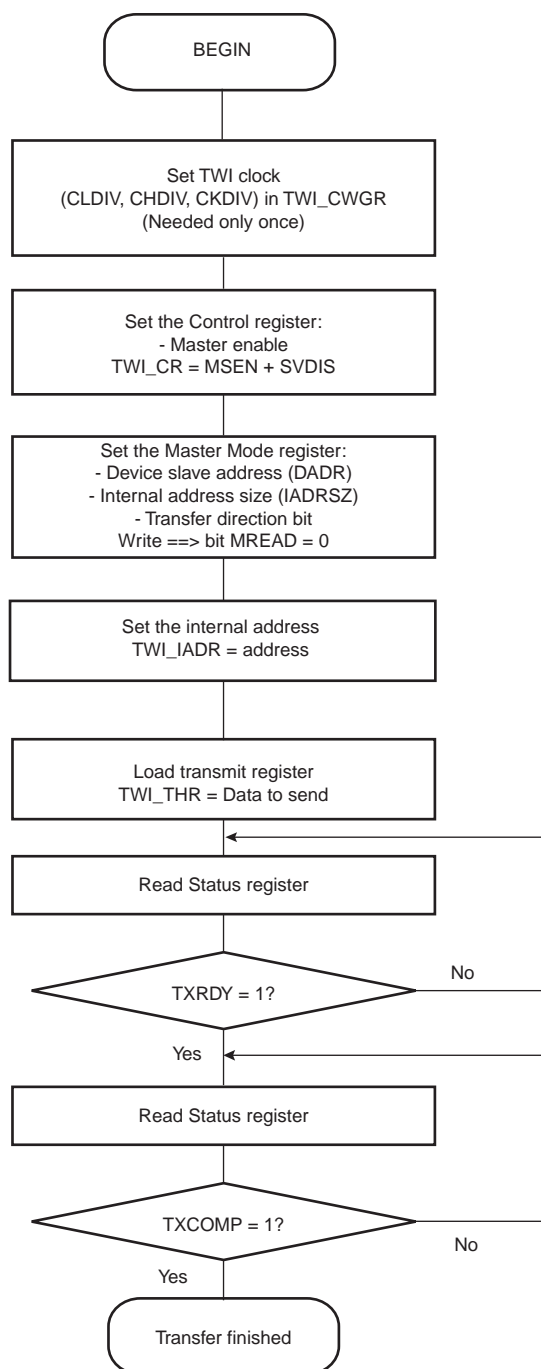 BEGIN
Set TWI clock
(CLDIV, CHDIV, CKDIV) in TWI_CWGR
(Needed only once)
Set the Control register:
- Master enable
TWI_CR = MSEN + SVDIS
Set the Master Mode register:
- Device slave address (DADR)
- Internal address size (IADRSZ)
- Transfer direction bit
Write ==> bit MREAD = 0
Set the internal address
TWI_IADR = address
Load transmit register
TWI_THR = Data to send
Read Status register
No
TXRDY = 1?
Yes
Read Status register
TXCOMP = 1?
No
Yes
Transfer finished